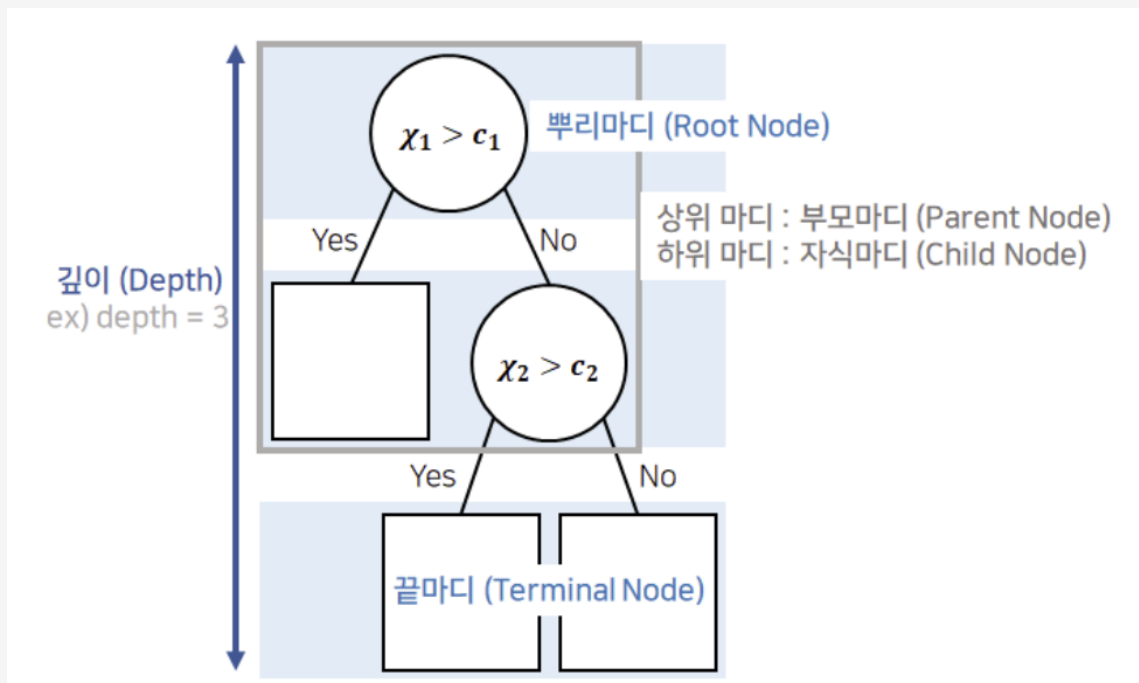 χ₁ > c₁
뿌리마디 (Root Node)
상위 마디 : 부모마디 (Parent Node)
하위 마디 : 자식마디 (Child Node)
Yes
No
깊이 (Depth)
ex) depth = 3
χ₂ > c₂
Yes
No
끝마디 (Terminal Node)